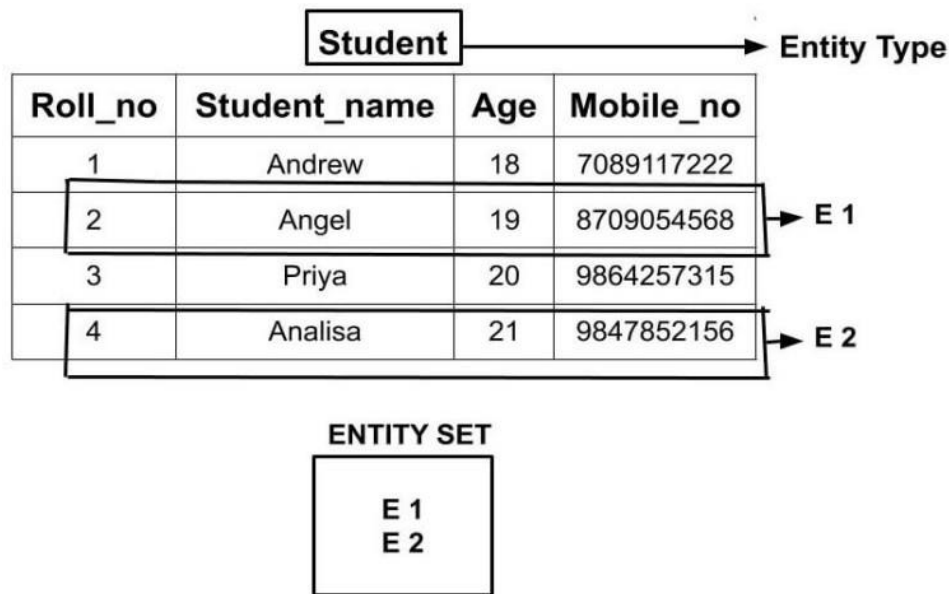 Student Entity Type
Roll_no Student_name Age Mobile_no
1 Andrew 18 7089117222
2 Angel 19 8709054568 E 1
3 Priya 20 9864257315
4 Analisa 21 9847852156 E 2
ENTITY SET
E 1
E 2